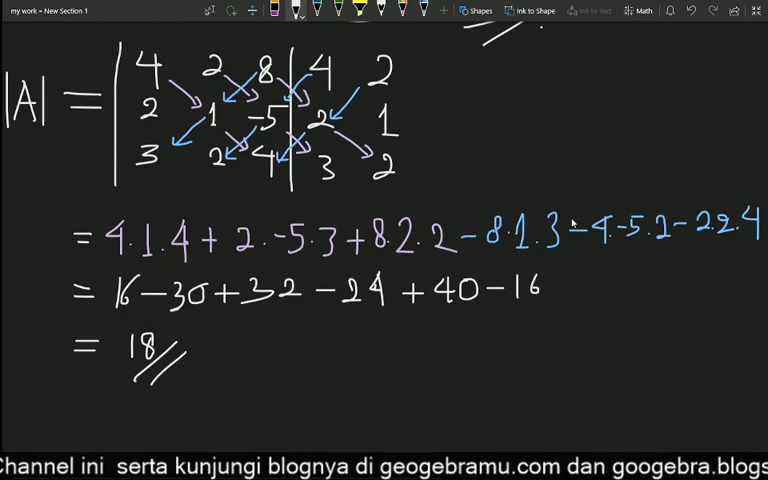 my work – New Section 1
Shapes Ink to Shape Ink to Text Math
4 2 8 4 2
|A| = 2 1 -5 2 1
3 2 4 3 2
= 4.1.4 + 2.-5.3 + 8.2.2 - 8.1.3 - 4.-5.2 - 2.2.4
= 16 - 30 + 32 - 24 + 40 - 16
= 18
Channel ini serta kunjungi blognya di geogebramu.com dan googebra.blogs